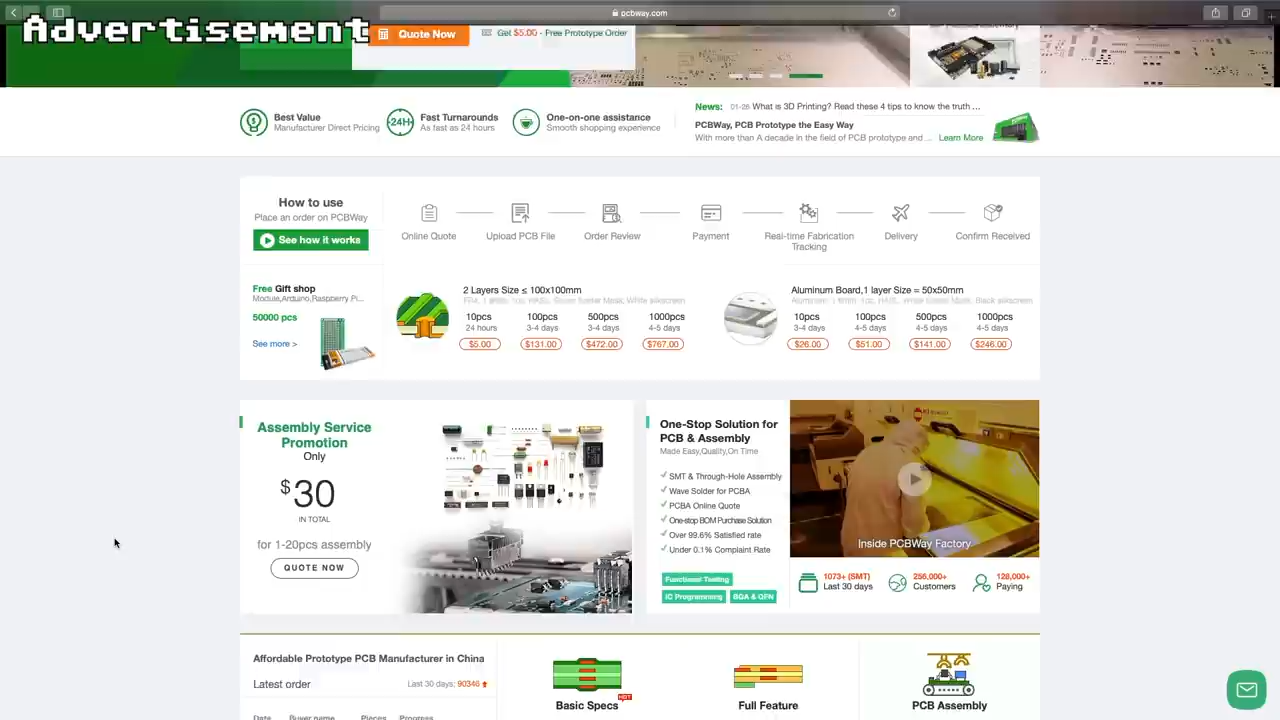 pcbway.com
Advertisement
Quote Now
Get $5.00 - Free Prototype Order
Best Value
Manufacturer Direct Pricing
24H
Fast Turnarounds
As fast as 24 hours
One-on-one assistance
Smooth shopping experience
News: 01-26 What is 3D Printing? Read these 4 tips to know the truth ...
PCBWay, PCB Prototype the Easy Way
With more than A decade in the field of PCB prototype and ... Learn More
How to use
Place an order on PCBWay
See how it works
Online Quote
Upload PCB File
Order Review
Payment
Real-time Fabrication
Tracking
Delivery
Confirm Received
Free Gift shop
Module,Arduino,Raspberry Pi...
50000 pcs
See more >
2 Layers Size ≤ 100x100mm
10pcs 100pcs 500pcs 1000pcs
24 hours 3-4 days 3-4 days 4-5 days
$5.00 $131.00 $472.00 $767.00
Aluminum Board,1 layer Size = 50x50mm
10pcs 100pcs 500pcs 1000pcs
3-4 days 4-5 days 4-5 days 4-5 days
$26.00 $51.00 $141.00 $246.00
Assembly Service
Promotion
Only
$30
IN TOTAL
for 1-20pcs assembly
QUOTE NOW
One-Stop Solution for
PCB & Assembly
Made Easy,Quality,On Time
SMT & Through-Hole Assembly
Wave Solder for PCBA
PCBA Online Quote
One-stop BOM Purchase Solution
Over 99.6% Satisfied rate
Under 0.1% Complaint Rate
Functional Testing
IC Programming BGA & QFN
Inside PCBWay Factory
1073+ (SMT)
Last 30 days
256,000+
Customers
128,000+
Paying
Affordable Prototype PCB Manufacturer in China
Latest order
Last 30 days: 90346
Date Buyer name Pieces Progress
HOT
Basic Specs
Full Feature
PCB Assembly